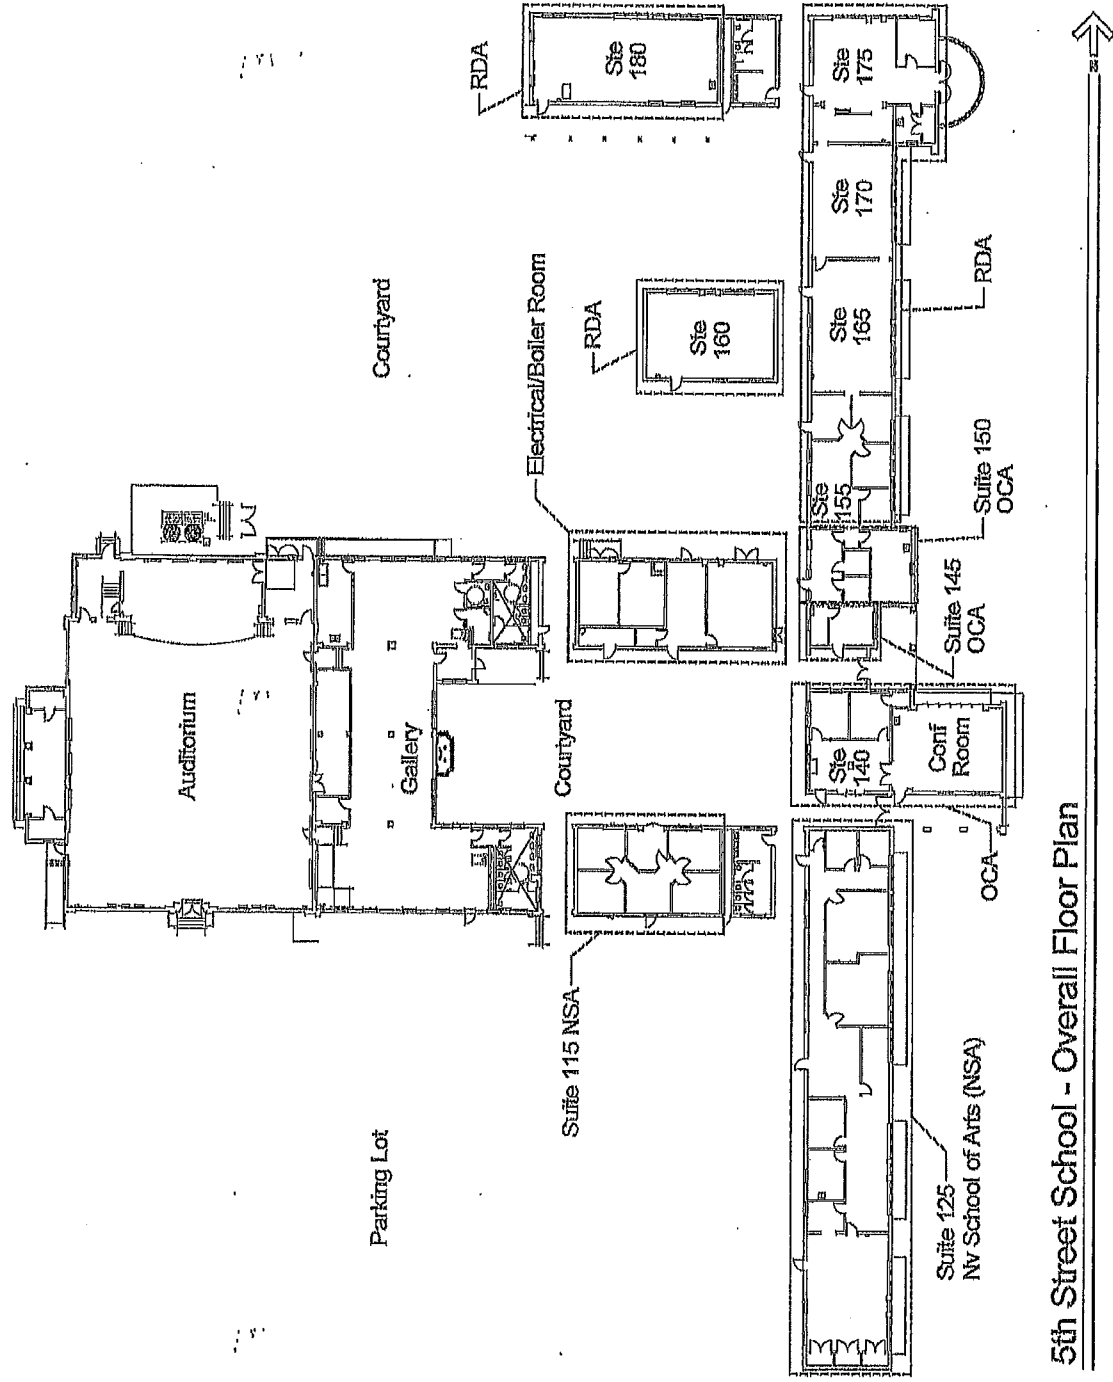 RDA
Ste
180
Ste
175
Courtyard
Electrical/Boiler Room
RDA
Ste
160
Ste
170
Ste
165
RDA
Ste
155
Suite 150
OCA
Suite 145
OCA
Auditorium
Gallery
Courtyard
Ste
140
Conf
Room
OCA
Suite 115 NSA
Parking Lot
Suite 125
Nv School of Arts (NSA)
5th Street School - Overall Floor Plan